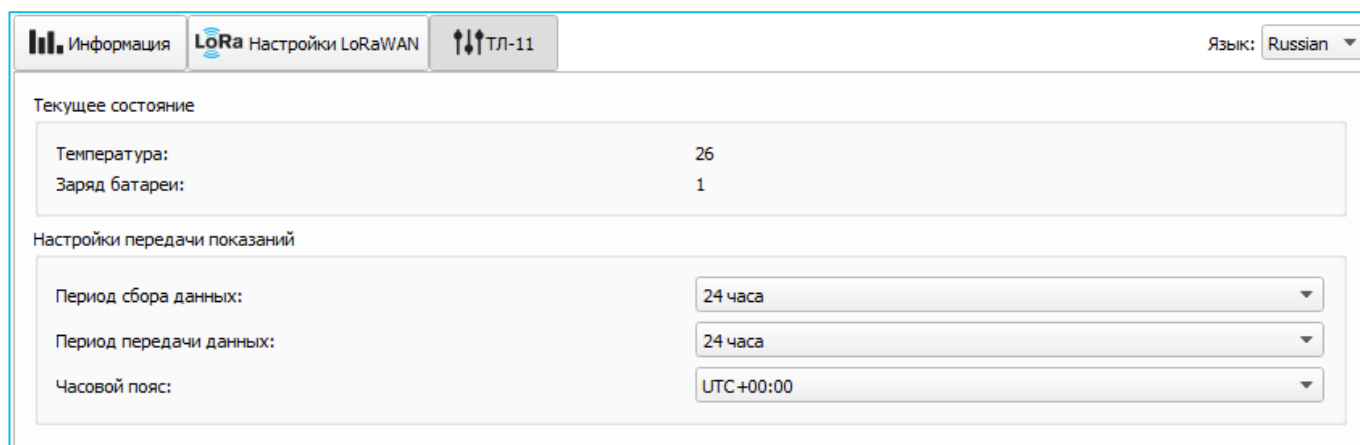 Информация LoRa Настройки LoRaWAN ТЛ-11 Язык: Russian
Текущее состояние
Температура: 26
Заряд батареи: 1
Настройки передачи показаний
Период сбора данных: 24 часа
Период передачи данных: 24 часа
Часовой пояс: UTC+00:00